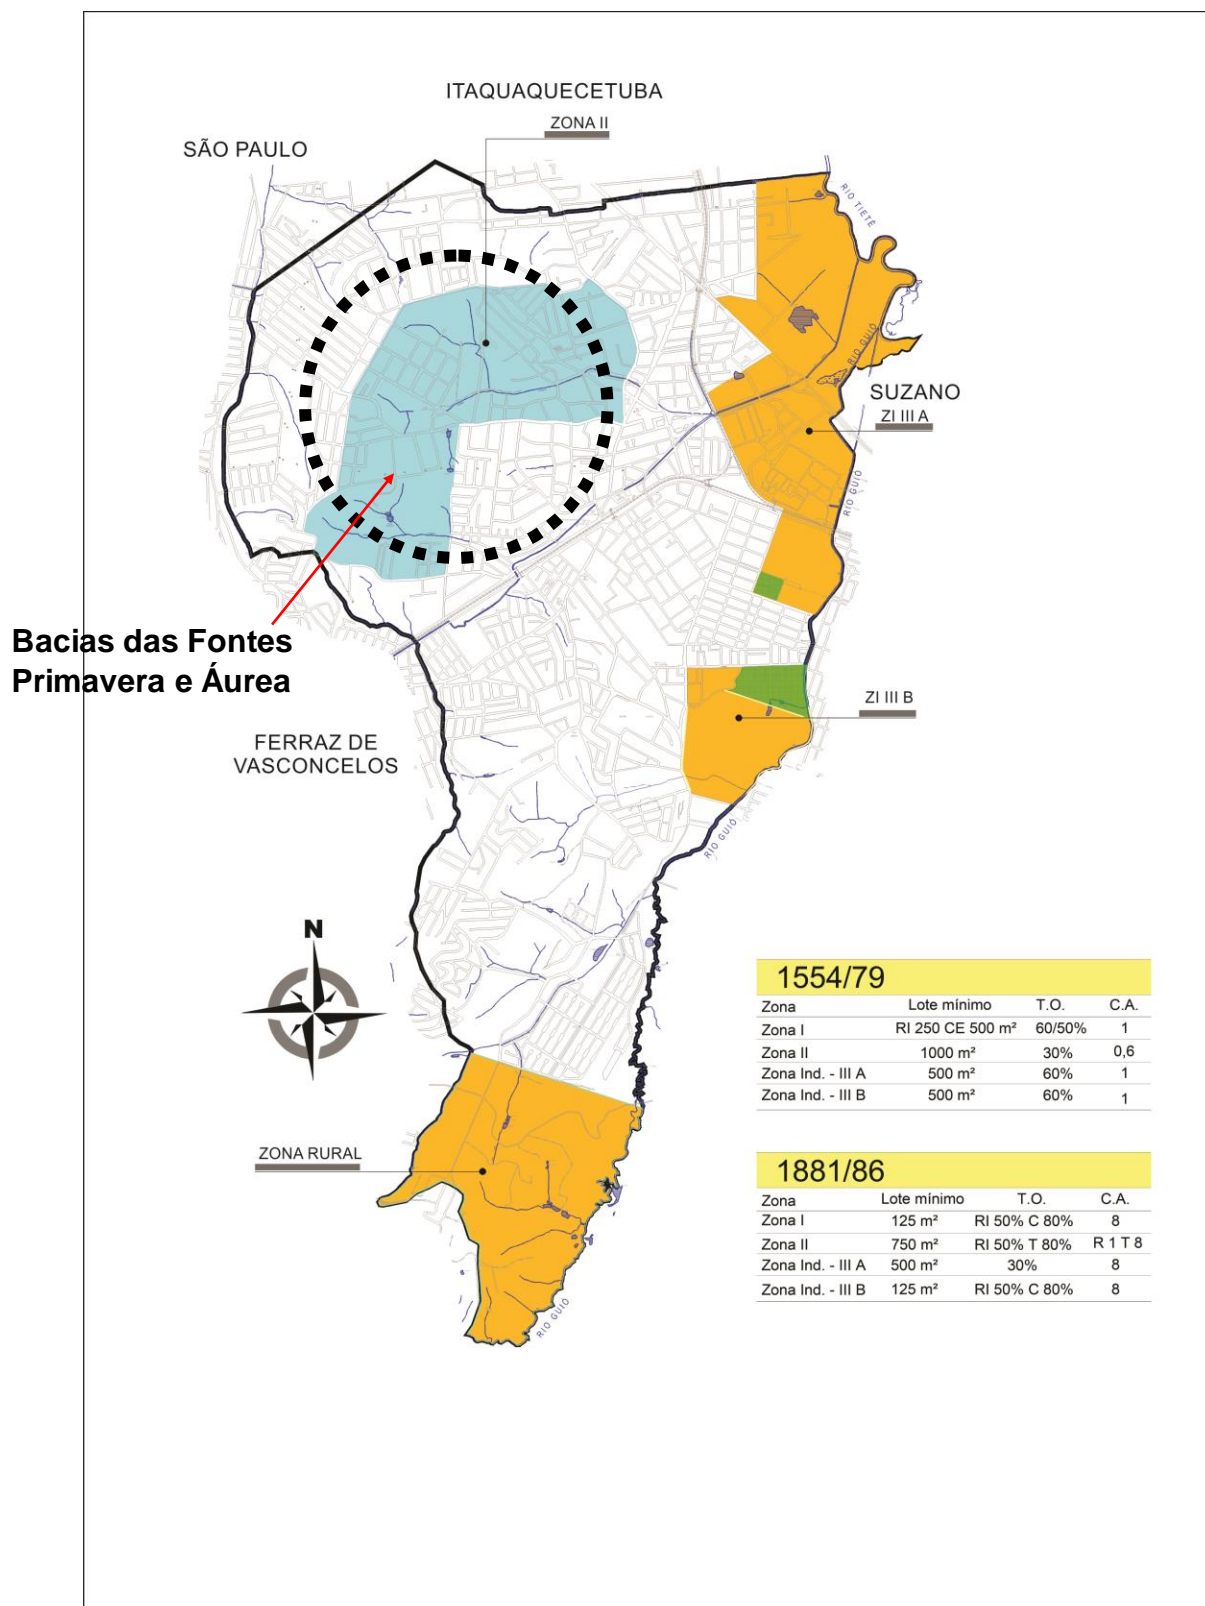 ITAQUAQUECETUBA
ZONA II
SÃO PAULO
RIO TIETÊ
RIO GUIÓ
SUZANO
ZI III A
RIO GUIÓ
Bacias das Fontes
Primavera e Áurea
ZI III B
FERRAZ DE
VASCONCELOS
RIO GUIÓ
N
1554/79
Zona Lote mínimo T.O. C.A.
Zona I RI 250 CE 500 m² 60/50% 1
Zona II 1000 m² 30% 0,6
Zona Ind. - III A 500 m² 60% 1
Zona Ind. - III B 500 m² 60% 1
ZONA RURAL
1881/86
Zona Lote mínimo T.O. C.A.
Zona I 125 m² RI 50% C 80% 8
Zona II 750 m² RI 50% T 80% R 1 T 8
Zona Ind. - III A 500 m² 30% 8
Zona Ind. - III B 125 m² RI 50% C 80% 8
RIO GUIÓ